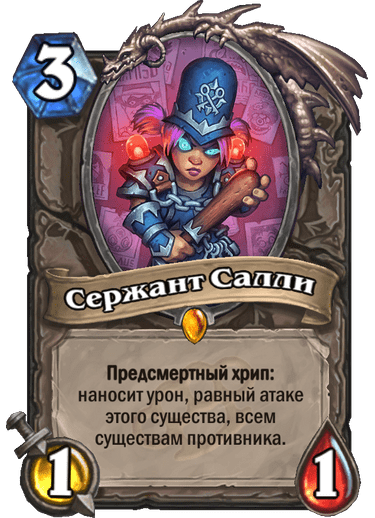 3
Сержант Салли
Предсмертный хрип:
наносит урон, равный атаке
этого существа, всем
существам противника.
1
1